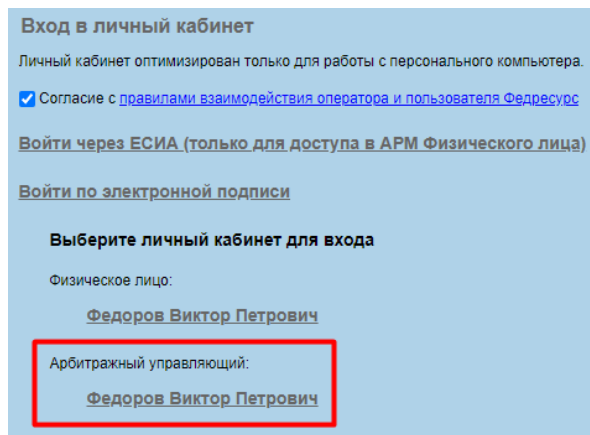 Вход в личный кабинет
Личный кабинет оптимизирован только для работы с персонального компьютера.
Согласие с правилами взаимодействия оператора и пользователя Федресурс
Войти через ЕСИА (только для доступа в АРМ Физического лица)
Войти по электронной подписи
Выберите личный кабинет для входа
Физическое лицо:
Федоров Виктор Петрович
Арбитражный управляющий:
Федоров Виктор Петрович